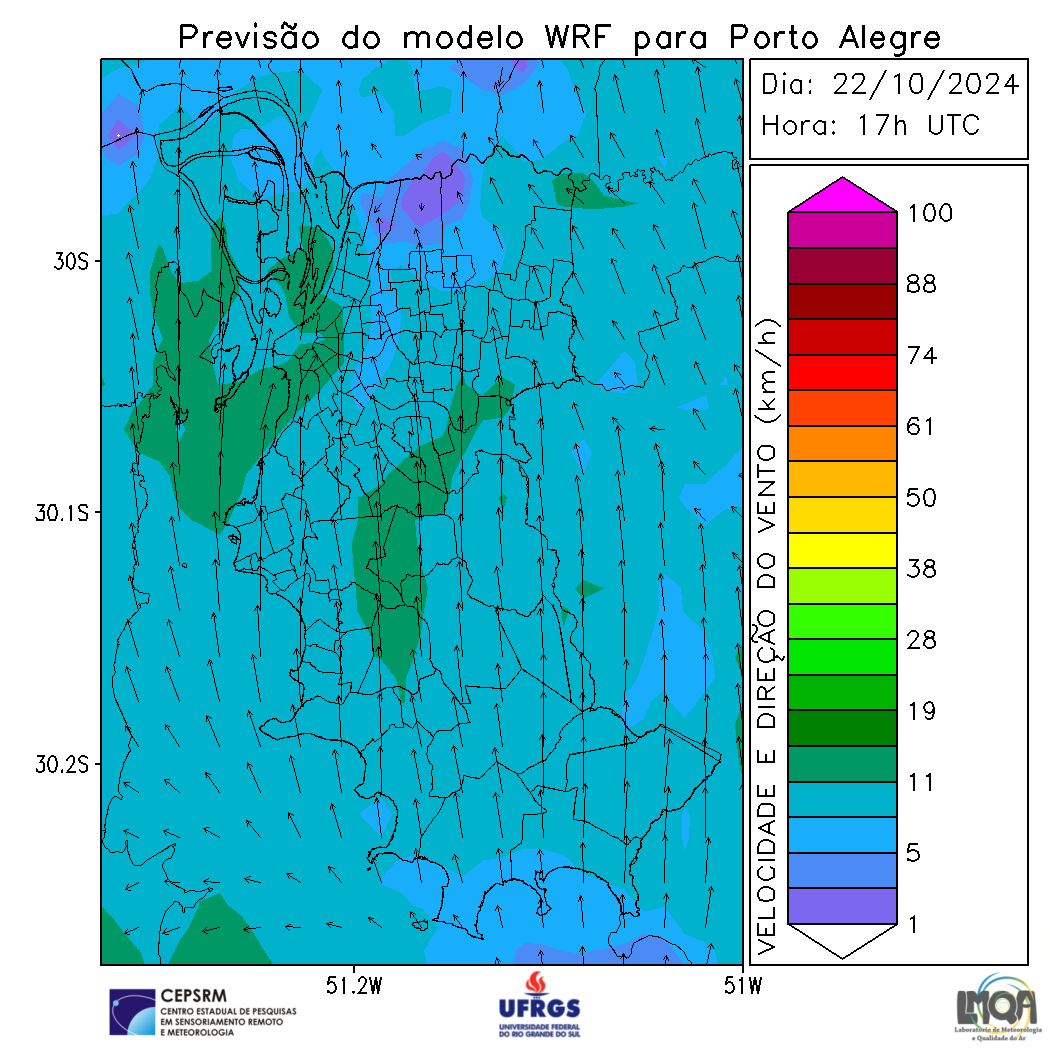 Previsão do modelo WRF para Porto Alegre
Dia: 22/10/2024
Hora: 17h UTC
30S
30.1S
30.2S
51.2W
51W
VELOCIDADE E DIREÇÃO DO VENTO (km/h)
100
88
74
61
50
38
28
19
11
5
1
CEPSRM
CENTRO ESTADUAL DE PESQUISAS
EM SENSORIAMENTO REMOTO
E METEOROLOGIA
UFRGS
UNIVERSIDADE FEDERAL
DO RIO GRANDE DO SUL
LMQA
Laboratório de Meteorologia
e Qualidade do Ar